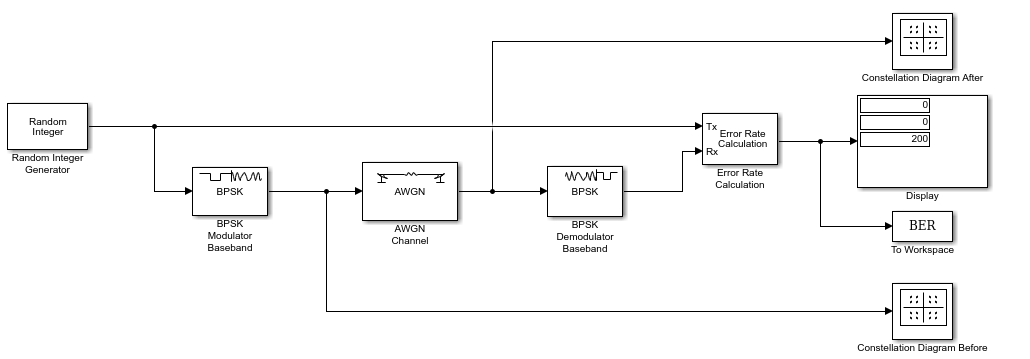 Constellation Diagram After
Random
Integer
Random Integer
Generator
Tx
Rx
Error Rate
Calculation
Error Rate
Calculation
0
0
200
Display
BPSK
BPSK
Modulator
Baseband
AWGN
AWGN
Channel
BPSK
BPSK
Demodulator
Baseband
BER
To Workspace
Constellation Diagram Before